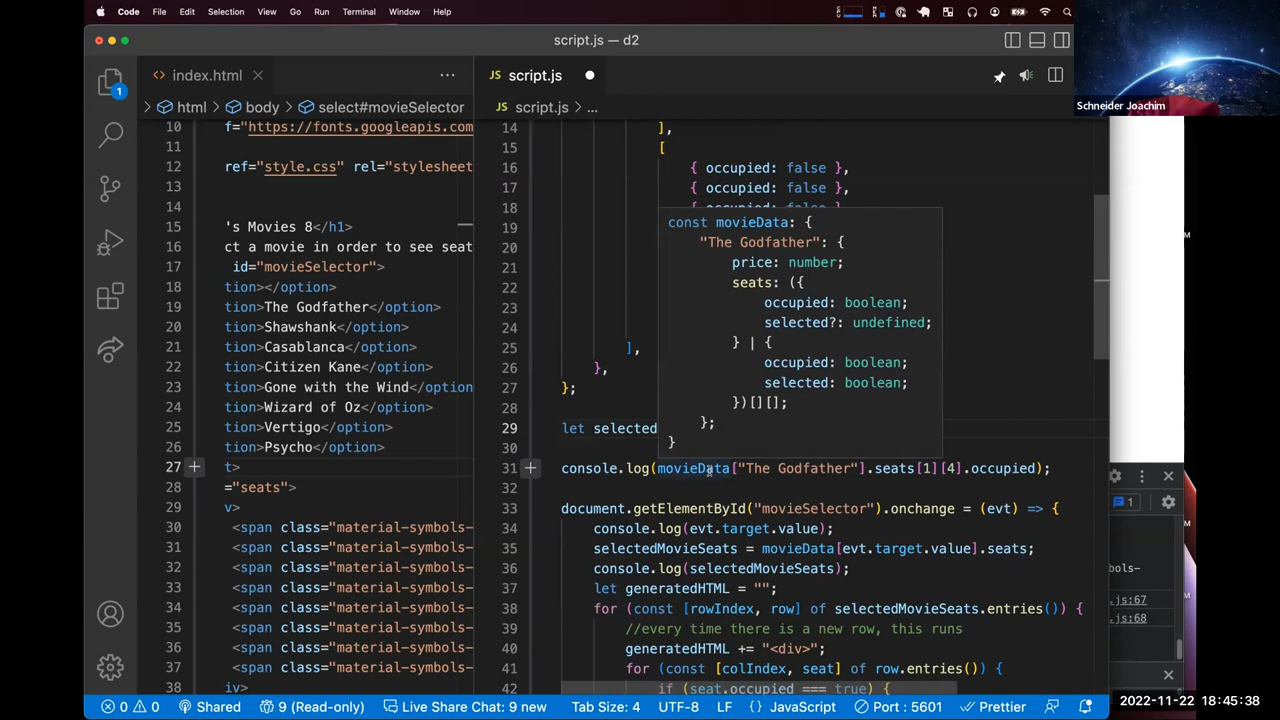 Code File Edit Selection View Go Run Terminal Window Help
script.js — d2
Schneider Joachim
index.html
JS script.js
html body select#movieSelector
JS script.js ...
10 f="https://fonts.googleapis.com
11
12 ref="style.css" rel="stylesheet
13
14
15 's Movies 8</h1>
16 ct a movie in order to see seat
17 id="movieSelector">
18 tion></option>
19 tion>The Godfather</option>
20 tion>Shawshank</option>
21 tion>Casablanca</option>
22 tion>Citizen Kane</option>
23 tion>Gone with the Wind</option
24 tion>Wizard of Oz</option>
25 tion>Vertigo</option>
26 tion>Psycho</option>
27 t>
28 ="seats">
29 v>
30 <span class="material-symbols-
31 <span class="material-symbols-
32 <span class="material-symbols-
33 <span class="material-symbols-
34 <span class="material-symbols-
35 <span class="material-symbols-
36 <span class="material-symbols-
37 <span class="material-symbols-
38 iv>
14 ],
15 [
16 { occupied: false },
17 { occupied: false },
18
19
20
21
22
23
24
25 ],
26 },
27 };
28
29 let selected
30
31 console.log(movieData["The Godfather"].seats[1][4].occupied);
32
33 document.getElementById("movieSelector").onchange = (evt) => {
34 console.log(evt.target.value);
35 selectedMovieSeats = movieData[evt.target.value].seats;
36 console.log(selectedMovieSeats);
37 let generatedHTML = "";
38 for (const [rowIndex, row] of selectedMovieSeats.entries()) {
39 //every time there is a new row, this runs
40 generatedHTML += "<div>";
41 for (const [colIndex, seat] of row.entries()) {
42 if (seat.occupied === true) {
const movieData: {
"The Godfather": {
price: number;
seats: ({
occupied: boolean;
selected?: undefined;
} | {
occupied: boolean;
selected: boolean;
})[][];
};
}
1
1
bols-
.js:67
.js:68
0 0 Shared 9 (Read-only) Live Share Chat: 9 new Tab Size: 4 UTF-8 LF JavaScript Port : 5601 Prettier
2022-11-22 18:45:38